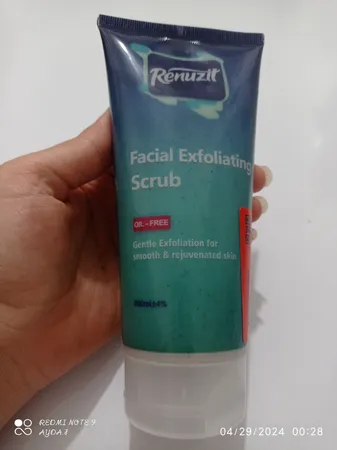 Renuzit
Facial Exfoliating
Scrub
OIL - FREE
Gentle Exfoliation for
smooth & rejuvenated skin
REDMI NOTE 9
AYDA ?
04/29/2024 00:28